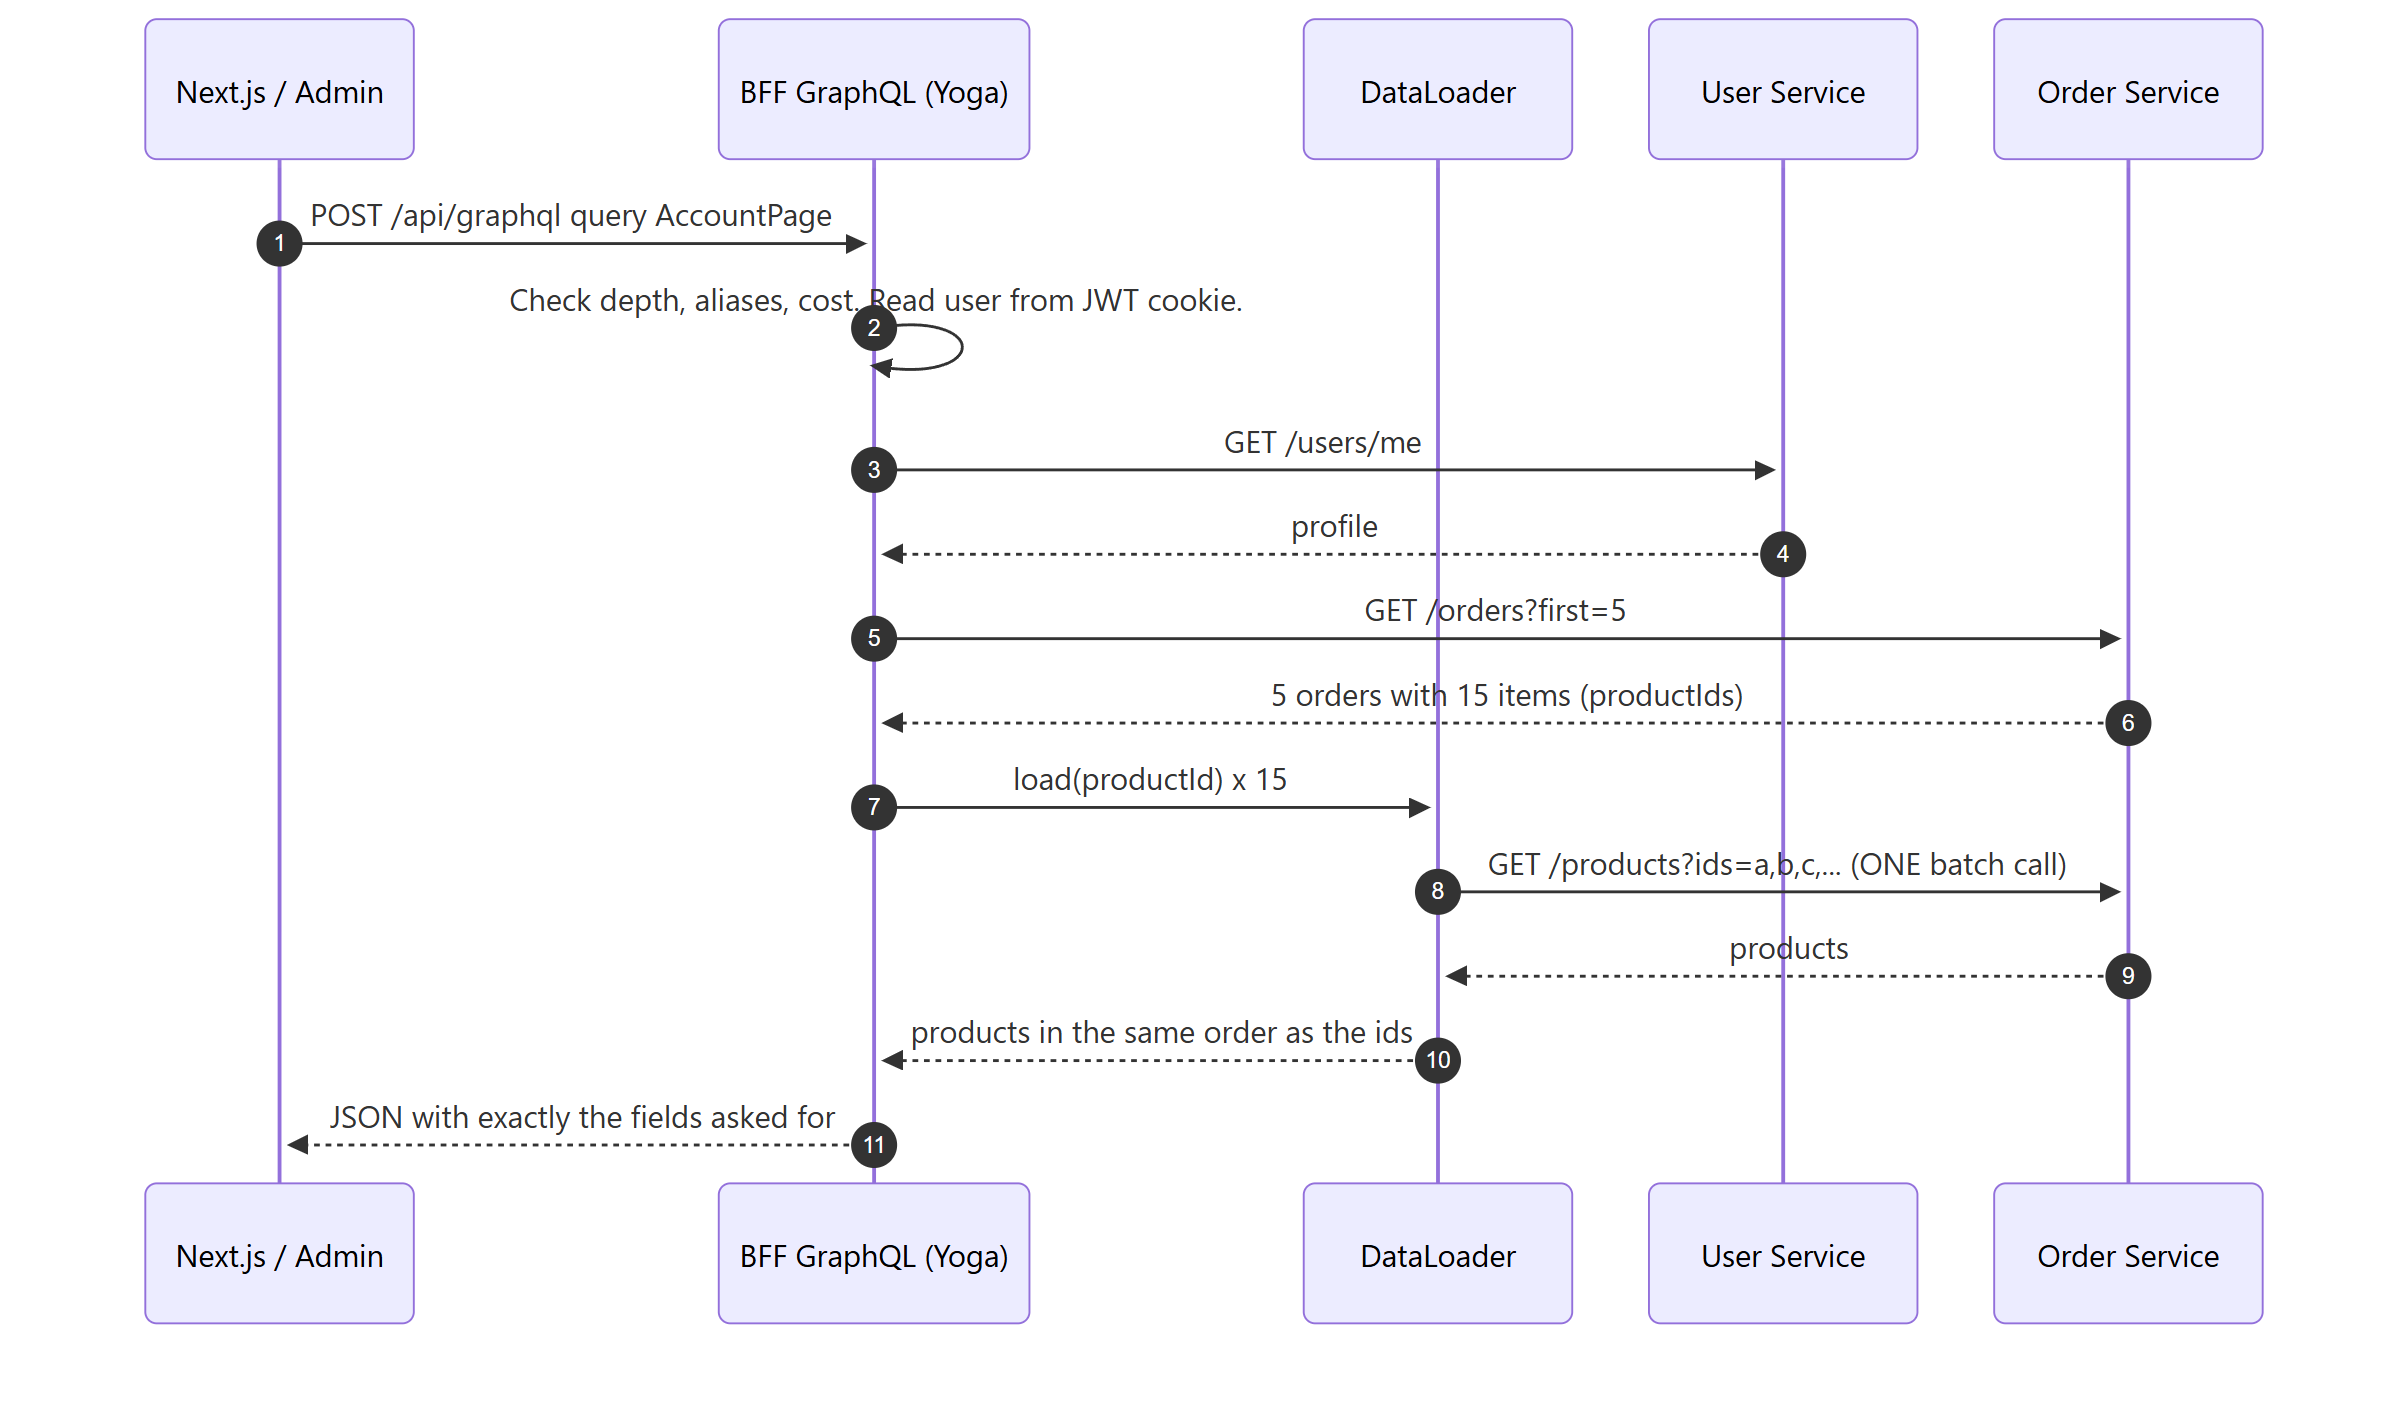 Next.js / Admin
BFF GraphQL (Yoga)
DataLoader
User Service
Order Service
POST /api/graphql query AccountPage
1
Check depth, aliases, cost. Read user from JWT cookie.
2
GET /users/me
3
profile
4
GET /orders?first=5
5
5 orders with 15 items (productIds)
6
load(productId) x 15
7
GET /products?ids=a,b,c,... (ONE batch call)
8
products
9
products in the same order as the ids
10
JSON with exactly the fields asked for
11
Next.js / Admin
BFF GraphQL (Yoga)
DataLoader
User Service
Order Service